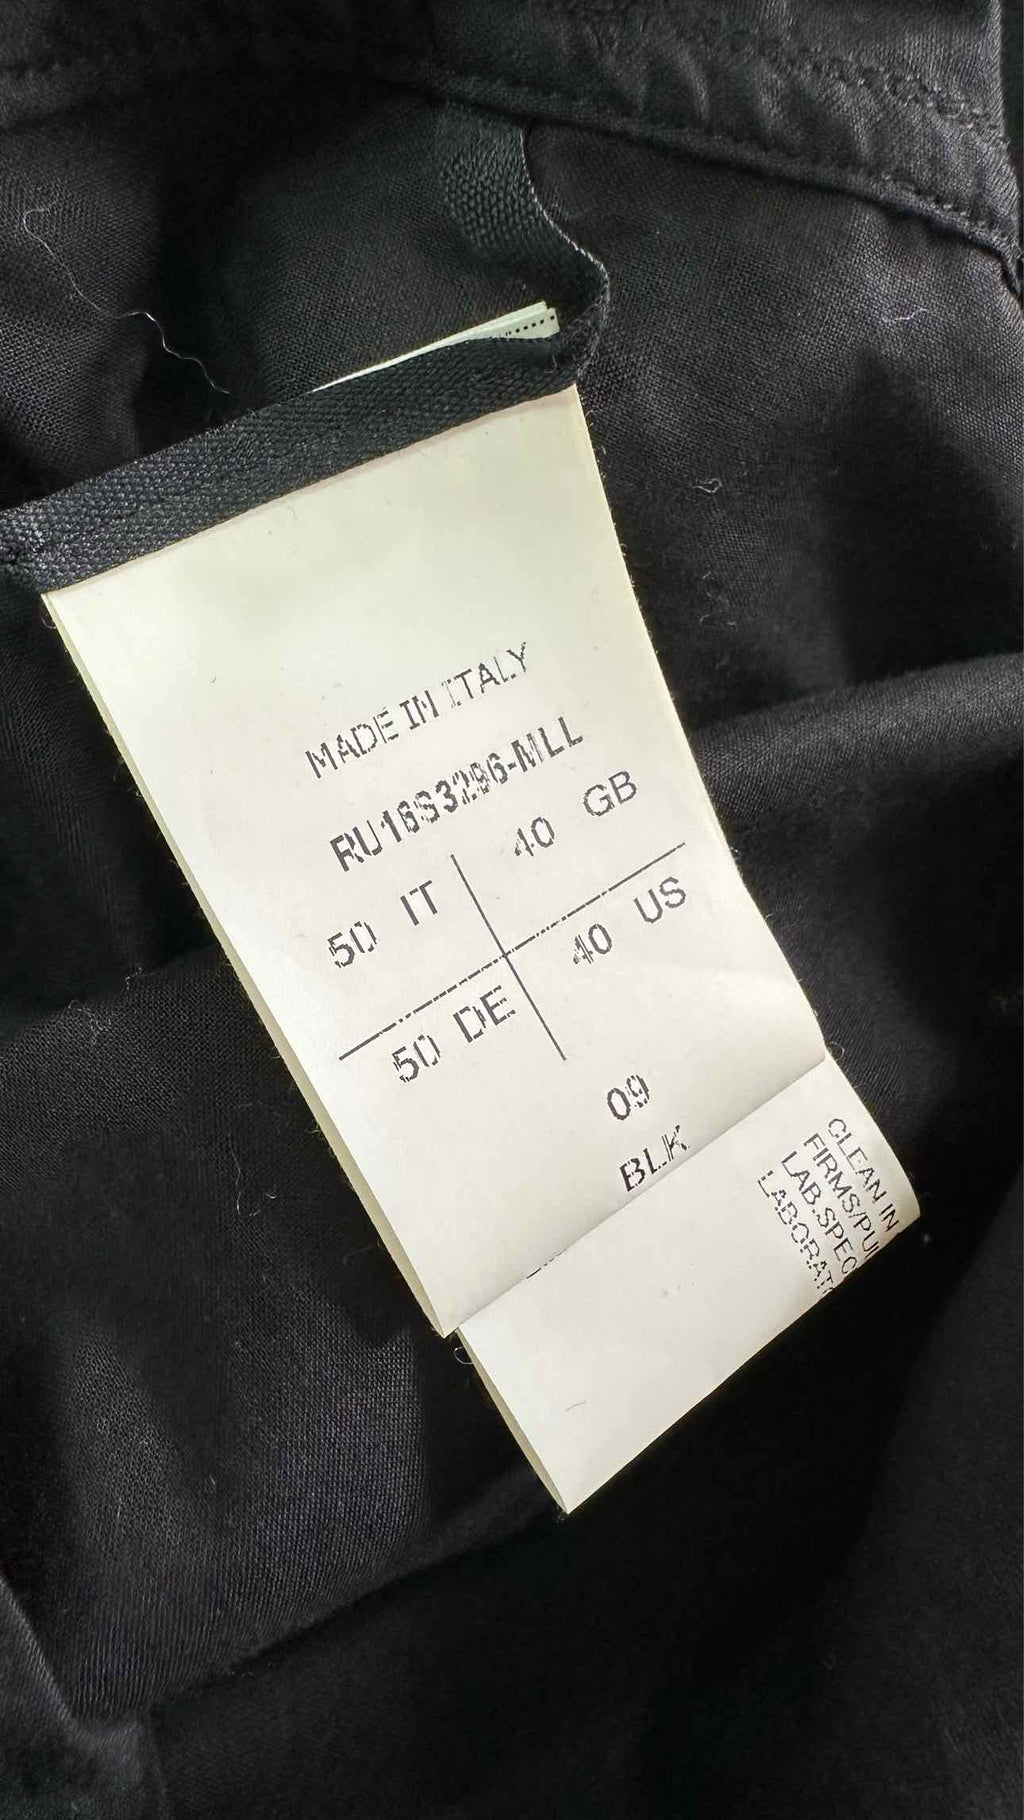 MADE IN ITALY
RU16S3296-MLL
50 IT 40 GB
50 DE 40 US
09
BLK
CLEAN IN
FIRMS/PU
LAB.SPEC
LABORAT